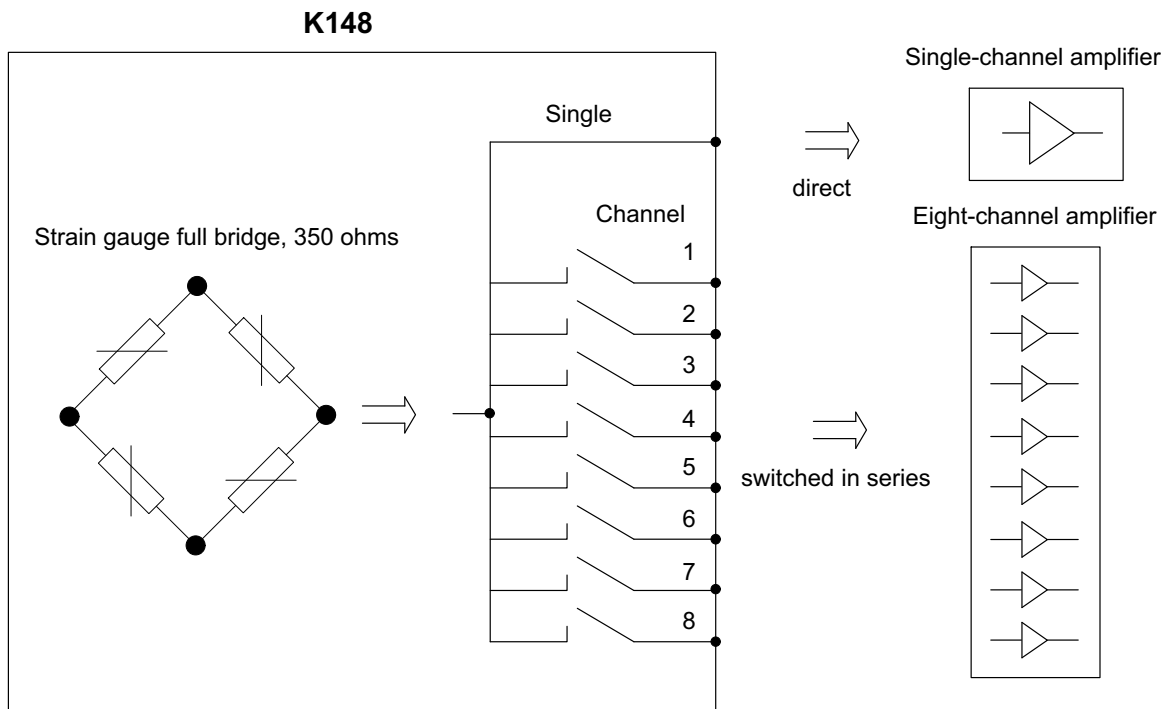 K148
Single-channel amplifier
Single
direct
Channel
Eight-channel amplifier
Strain gauge full bridge, 350 ohms
1
2
3
4
5
switched in series
6
7
8